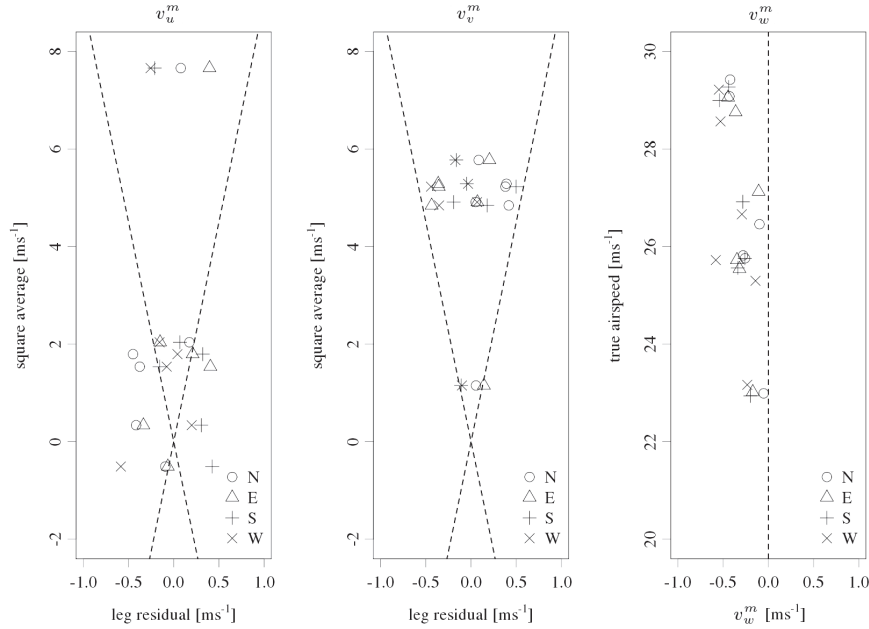 v_u^m
8
6
4
2
0
-2
square average [ms⁻¹]
N
E
S
W
-1.0 -0.5 0.0 0.5 1.0
leg residual [ms⁻¹]
v_v^m
8
6
4
2
0
-2
square average [ms⁻¹]
N
E
S
W
-1.0 -0.5 0.0 0.5 1.0
leg residual [ms⁻¹]
v_w^m
30
28
26
24
22
20
true airspeed [ms⁻¹]
N
E
S
W
-1.0 -0.5 0.0 0.5 1.0
v_w^m [ms⁻¹]